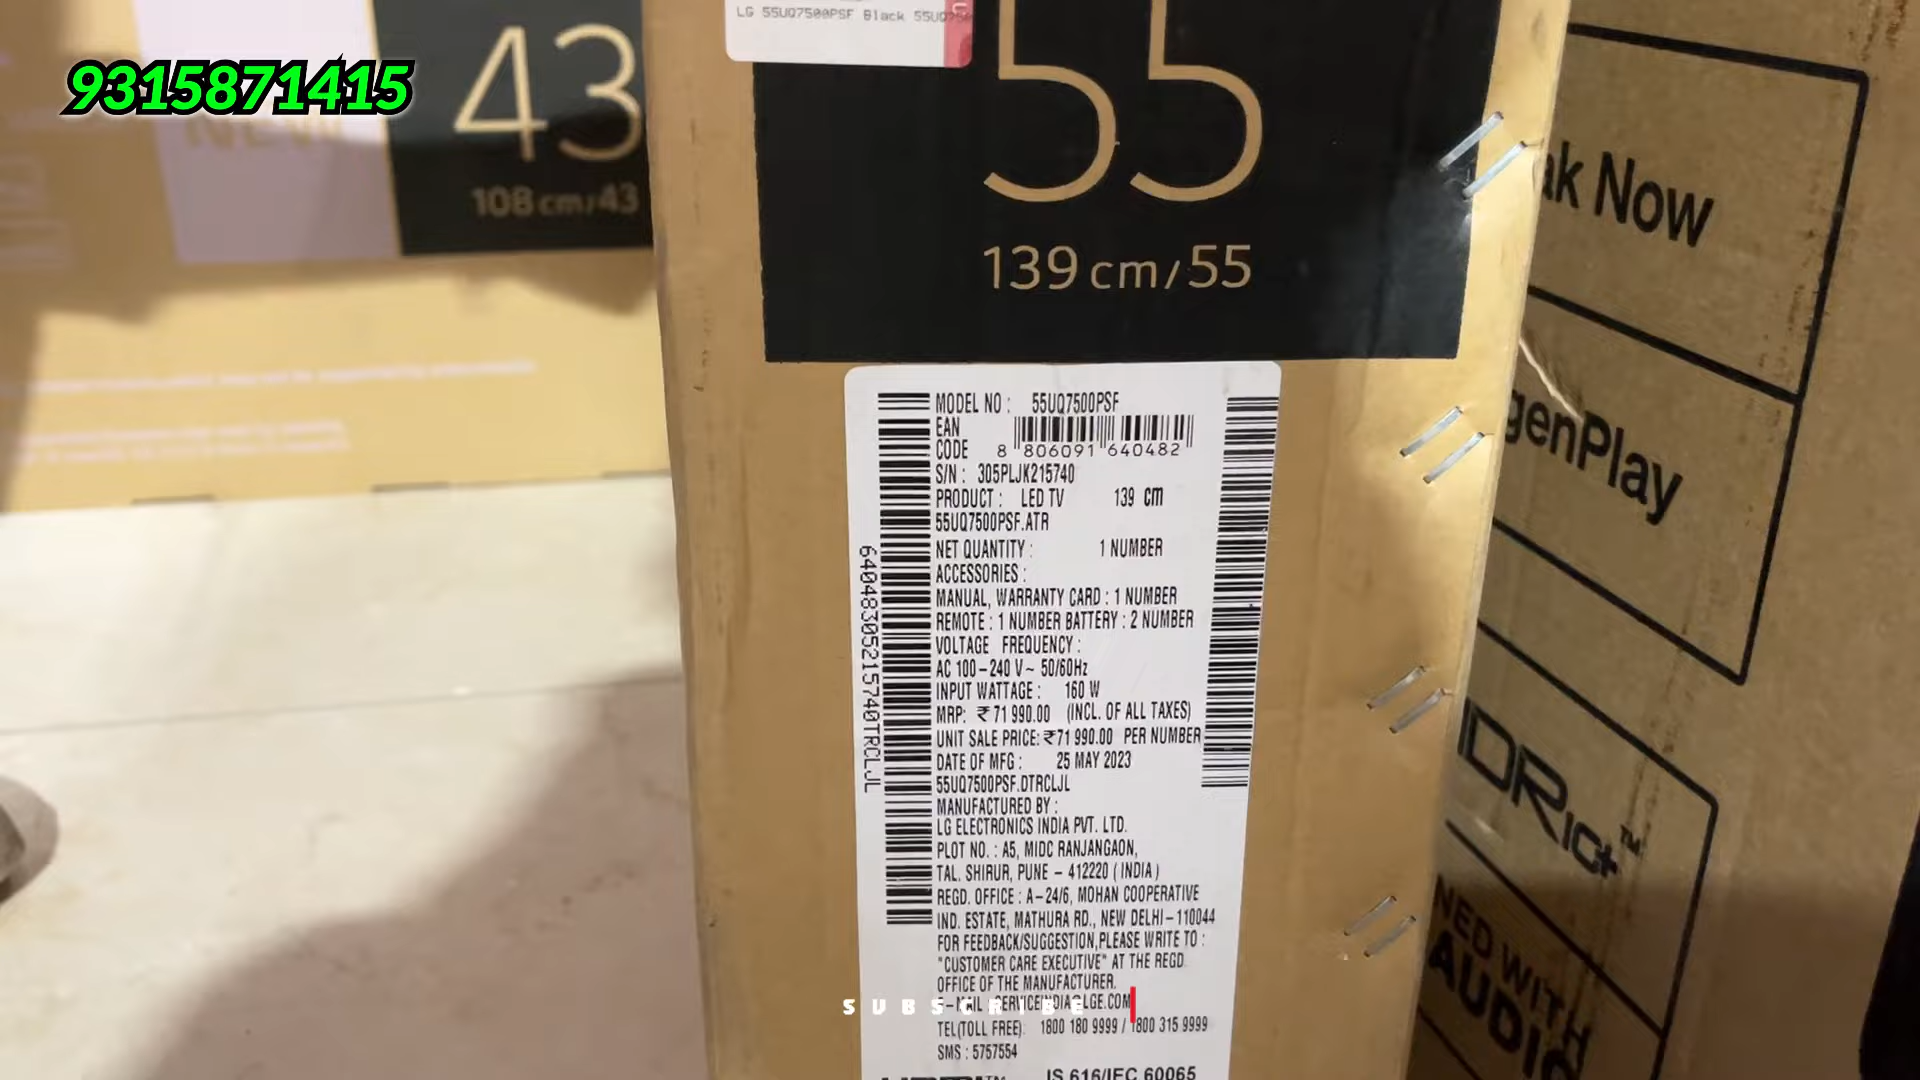 9315871415
43
108 cm/43
LG 55UQ7500PSF Black
55
139 cm/55
MODEL NO : 55UQ7500PSF
EAN
CODE 8 806091 640482
S/N : 305PLJK215740
PRODUCT : LED TV 139 cm
55UQ7500PSF.ATR
NET QUANTITY : 1 NUMBER
ACCESSORIES :
MANUAL, WARRANTY CARD : 1 NUMBER
REMOTE : 1 NUMBER BATTERY : 2 NUMBER
VOLTAGE FREQUENCY :
AC 100-240 V~ 50/60Hz
INPUT WATTAGE : 160 W
MRP: ₹71 990.00 (INCL. OF ALL TAXES)
UNIT SALE PRICE:₹71 990.00 PER NUMBER
DATE OF MFG : 25 MAY 2023
55UQ7500PSF.DTRCLJL
MANUFACTURED BY :
LG ELECTRONICS INDIA PVT. LTD.
PLOT NO. : A5, MIDC RANJANGAON,
TAL. SHIRUR, PUNE - 412220 ( INDIA )
REGD. OFFICE : A-24/6, MOHAN COOPERATIVE
IND. ESTATE, MATHURA RD., NEW DELHI-110044
FOR FEEDBACK/SUGGESTION,PLEASE WRITE TO :
"CUSTOMER CARE EXECUTIVE" AT THE REGD.
OFFICE OF THE MANUFACTURER.
SUBSCRIBE
TEL(TOLL FREE): 1800 180 9999 / 1800 315 9999
SMS : 5757554
IS 616/IEC 60065
64048305215740TRCLJL
Now
genPlay
WITH